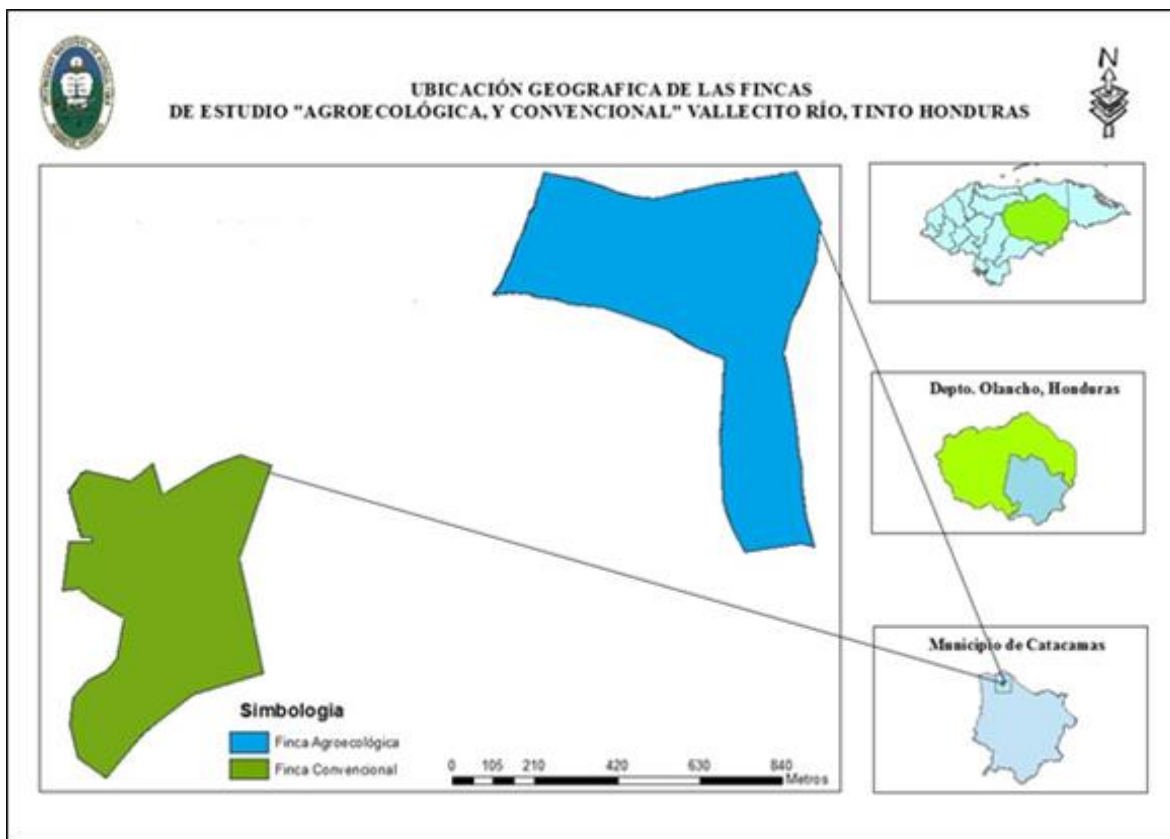 UBICACIÓN GEOGRAFICA DE LAS FINCAS
DE ESTUDIO "AGROECOLÓGICA, Y CONVENCIONAL" VALLECITO RÍO, TINTO HONDURAS
N
Depto. Olancho, Honduras
Municipio de Catacamas
Simbologia
Finca Agroecológica
Finca Convencional
0 105 210 420 630 840
Metros